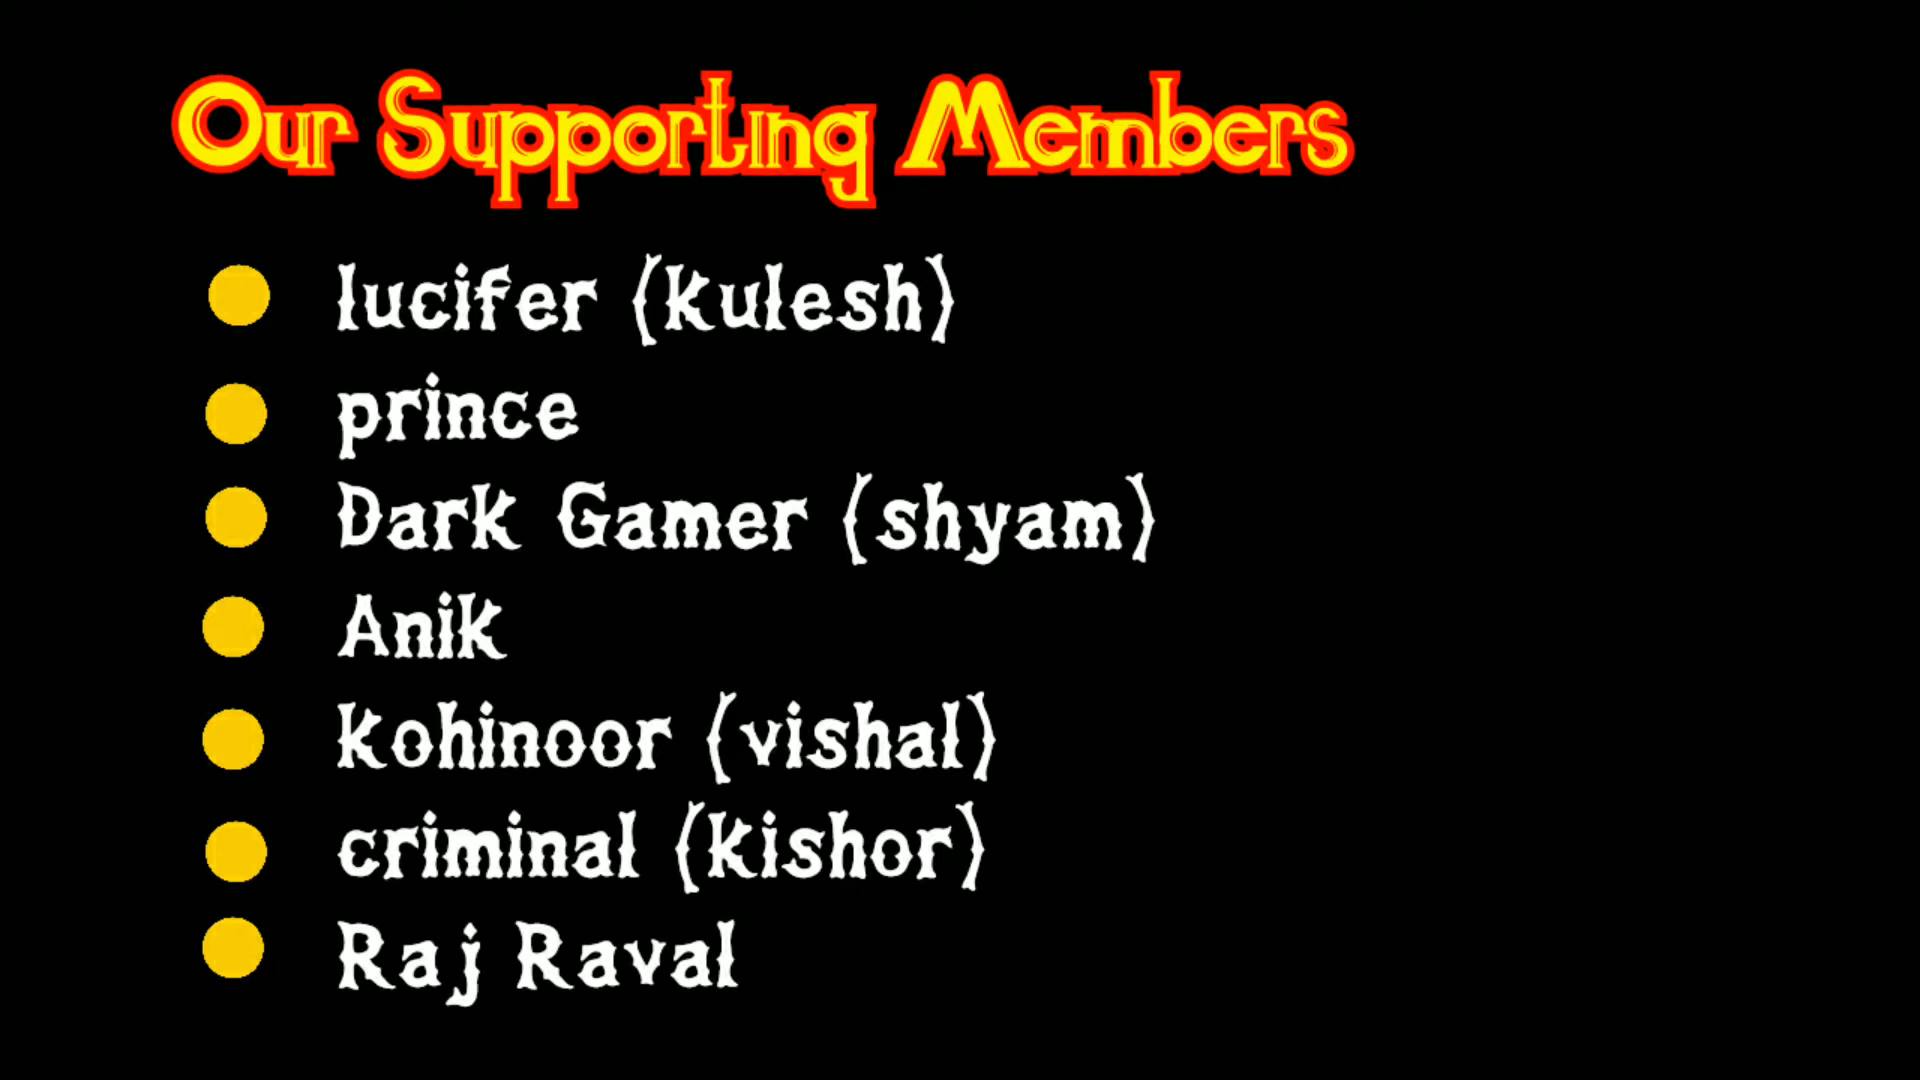 Our Supporting Members
lucifer (kulesh)
prince
Dark Gamer (shyam)
Anik
kohinoor (vishal)
criminal (kishor)
Raj Raval